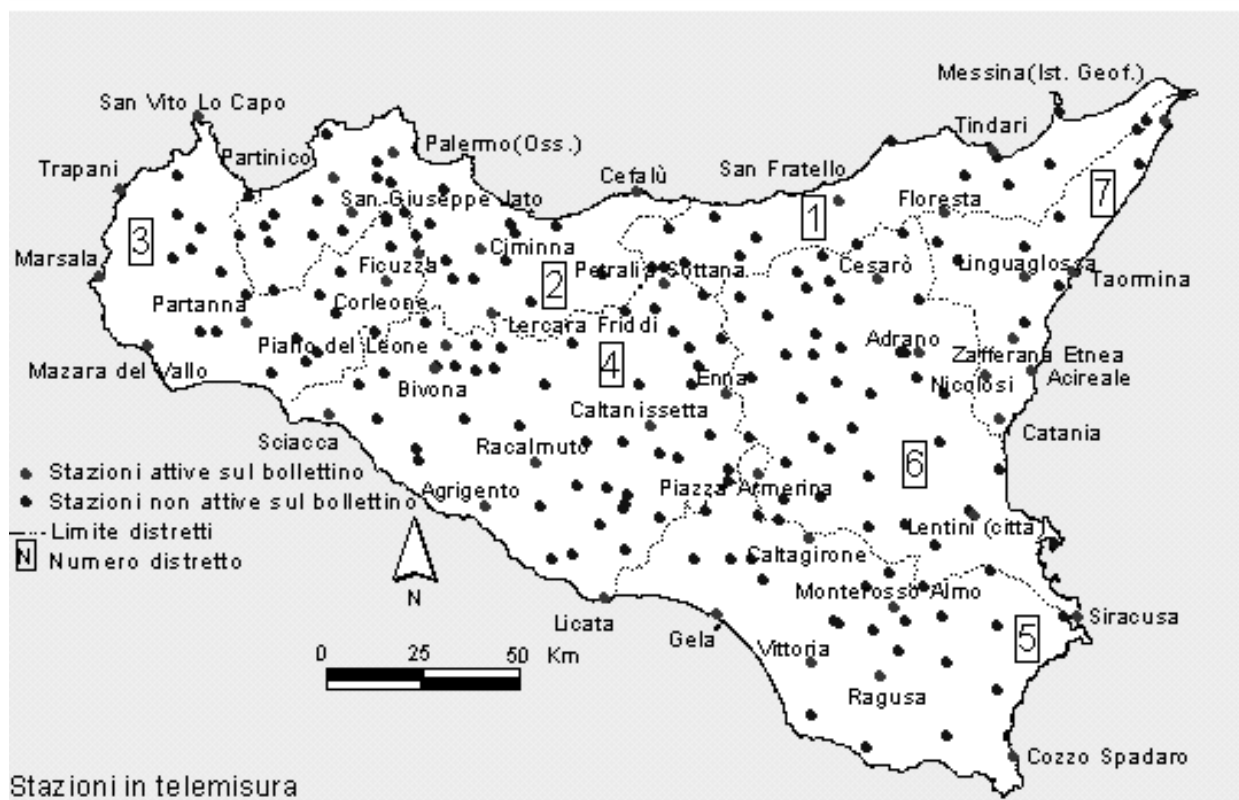 Messina(Ist. Geof.)
San Vito Lo Capo
Tindari
Partinico
Palermo(Oss.)
Trapani
Cefalù
San Fratello
San Giuseppe Jato
Floresta
7
1
3
Ciminna
Marsala
Ficuzza
Petralia Sottana
Cesarò
Linguaglossa
Taormina
2
Partanna
Corleone
Lercara Friddi
Piano del Leone
Adrano
Zafferana Etnea
Mazara del Vallo
4
Bivona
Enna
Nicolosi
Acireale
Caltanissetta
Sciacca
Racalmuto
Catania
6
Stazioni attive sul bollettino
Stazioni non attive sul bollettino
Agrigento
Piazza Armerina
Limite distretti
Lentini (città)
N Numero distretto
Caltagirone
N
Monterosso Almo
Licata
Siracusa
Gela
5
0 25 50 Km
Vittoria
Ragusa
Cozzo Spadaro
Stazioni in telemisura